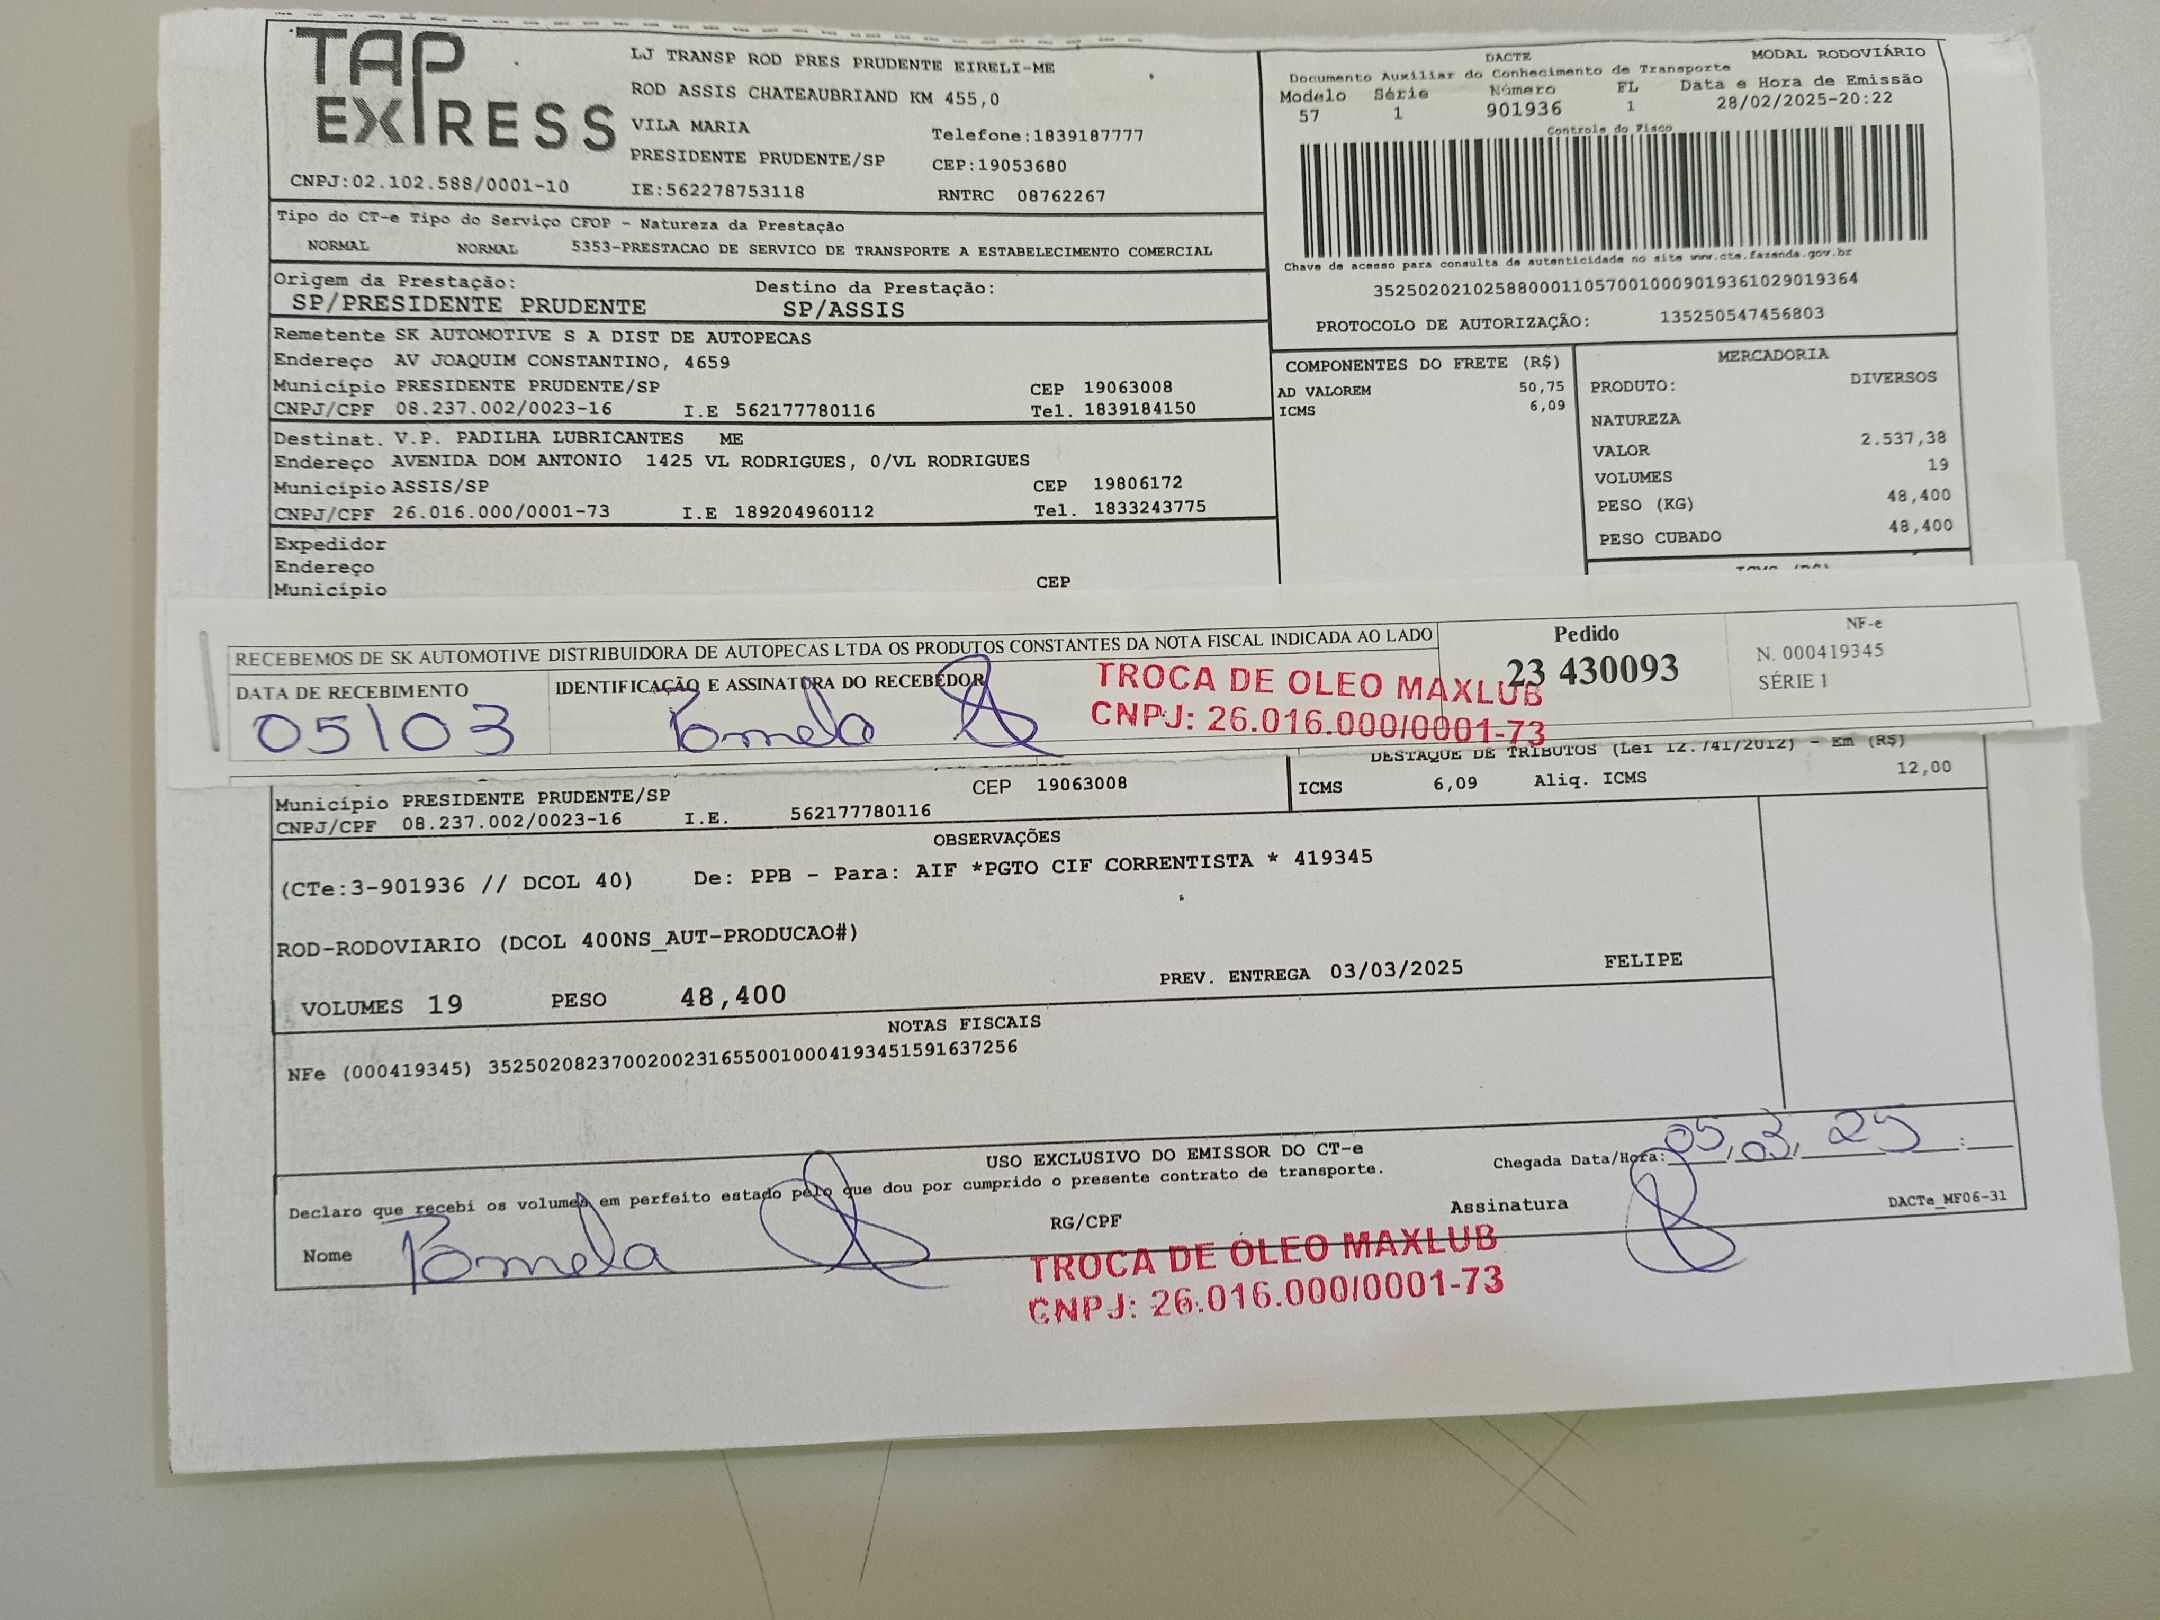 TAP EXPRESS
LJ TRANSP ROD PRES PRUDENTE EIRELI-ME
ROD ASSIS CHATEAUBRIAND KM 455,0
VILA MARIA
Telefone:1839187777
PRESIDENTE PRUDENTE/SP CEP:19053680
CNPJ:02.102.588/0001-10 IE:562278753118 RNTRC 08762267
DACTE MODAL RODOVIÁRIO
Documento Auxiliar do Conhecimento de Transporte
Modelo Série Número FL Data e Hora de Emissão
57 1 901936 1 28/02/2025-20:22
Controle do Fisco
Chave de acesso para consulta de autenticidade no site www.cte.fazenda.gov.br
35250202102588000110570010009019361029019364
PROTOCOLO DE AUTORIZAÇÃO: 135250547456803
Tipo do CT-e Tipo do Serviço CFOP - Natureza da Prestação
NORMAL NORMAL 5353-PRESTACAO DE SERVICO DE TRANSPORTE A ESTABELECIMENTO COMERCIAL
Origem da Prestação: Destino da Prestação:
SP/PRESIDENTE PRUDENTE SP/ASSIS
Remetente SK AUTOMOTIVE S A DIST DE AUTOPECAS
Endereço AV JOAQUIM CONSTANTINO, 4659
Município PRESIDENTE PRUDENTE/SP CEP 19063008
CNPJ/CPF 08.237.002/0023-16 I.E 562177780116 Tel. 1839184150
Destinat. V.P. PADILHA LUBRICANTES ME
Endereço AVENIDA DOM ANTONIO 1425 VL RODRIGUES, 0/VL RODRIGUES
Município ASSIS/SP CEP 19806172
CNPJ/CPF 26.016.000/0001-73 I.E 189204960112 Tel. 1833243775
Expedidor
Endereço
Município CEP
COMPONENTES DO FRETE (R$)
AD VALOREM 50,75
ICMS 6,09
MERCADORIA
PRODUTO: DIVERSOS
NATUREZA
VALOR 2.537,38
VOLUMES 19
PESO (KG) 48,400
PESO CUBADO 48,400
RECEBEMOS DE SK AUTOMOTIVE DISTRIBUIDORA DE AUTOPECAS LTDA OS PRODUTOS CONSTANTES DA NOTA FISCAL INDICADA AO LADO
DATA DE RECEBIMENTO IDENTIFICAÇÃO E ASSINATURA DO RECEBEDOR
05/03 Pamela
TROCA DE OLEO MAXLUB
CNPJ: 26.016.000/0001-73
Pedido
23 430093
NF-e
N. 000419345
SÉRIE 1
DESTAQUE DE TRIBUTOS (Lei 12.741/2012) - Em (R$)
ICMS 6,09 Aliq. ICMS 12,00
Município PRESIDENTE PRUDENTE/SP CEP 19063008
CNPJ/CPF 08.237.002/0023-16 I.E. 562177780116
OBSERVAÇÕES
(CTe:3-901936 // DCOL 40) De: PPB - Para: AIF *PGTO CIF CORRENTISTA * 419345
ROD-RODOVIARIO (DCOL 400NS_AUT-PRODUCAO#)
VOLUMES 19 PESO 48,400 PREV. ENTREGA 03/03/2025 FELIPE
NOTAS FISCAIS
NFe (000419345) 35250208237002002316550010004193451591637256
USO EXCLUSIVO DO EMISSOR DO CT-e
Declaro que recebi os volumes em perfeito estado pelo que dou por cumprido o presente contrato de transporte.
Chegada Data/Hora: 05/03/25 :
Nome Pamela RG/CPF Assinatura DACTe_MF06-31
TROCA DE OLEO MAXLUB
CNPJ: 26.016.000/0001-73